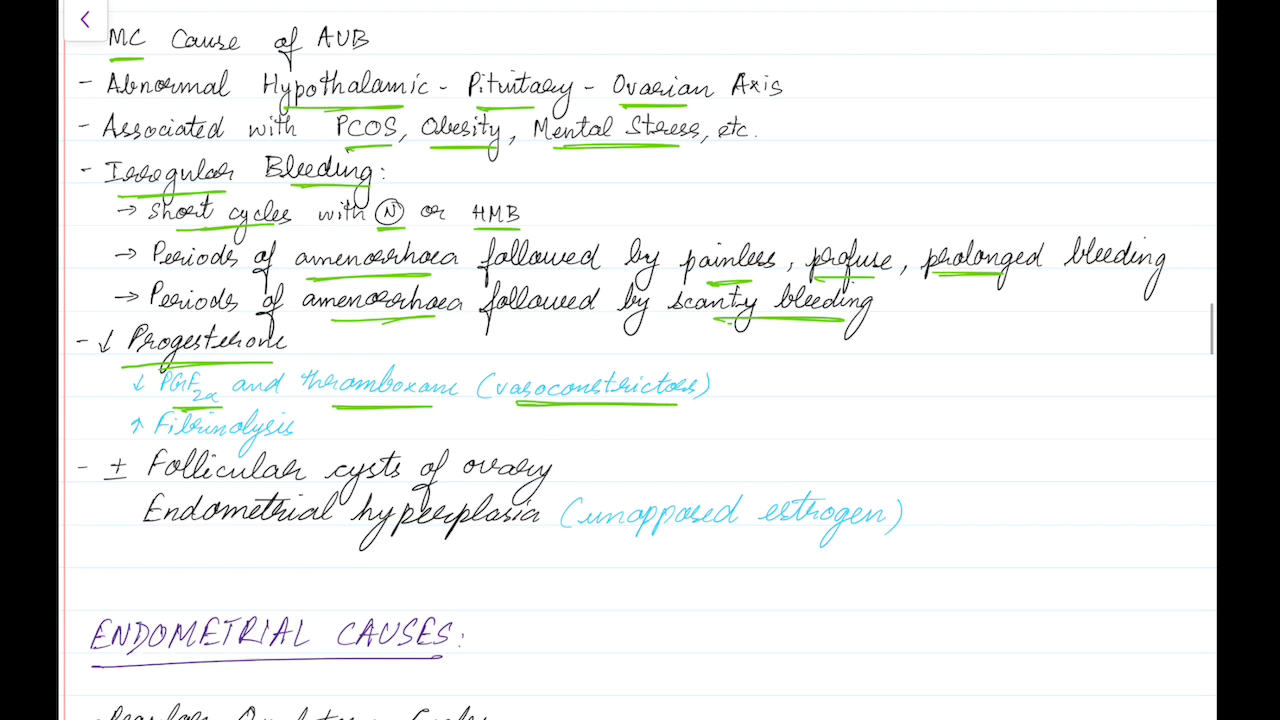 MC Cause of AUB
- Abnormal Hypothalamic - Pituitary - Ovarian Axis
- Associated with PCOS, Obesity, Mental Stress, etc.
- Irregular Bleeding:
→ Short cycles with Ⓝ or HMB
→ Periods of amenorrhoea followed by painless, profuse, prolonged bleeding
→ Periods of amenorrhoea followed by scanty bleeding
- ↓ Progesterone
↓ PGF2α and thromboxane (vasoconstrictors)
↑ Fibrinolysis
- ± Follicular cysts of ovary
Endometrial hyperplasia (unopposed estrogen)
ENDOMETRIAL CAUSES: